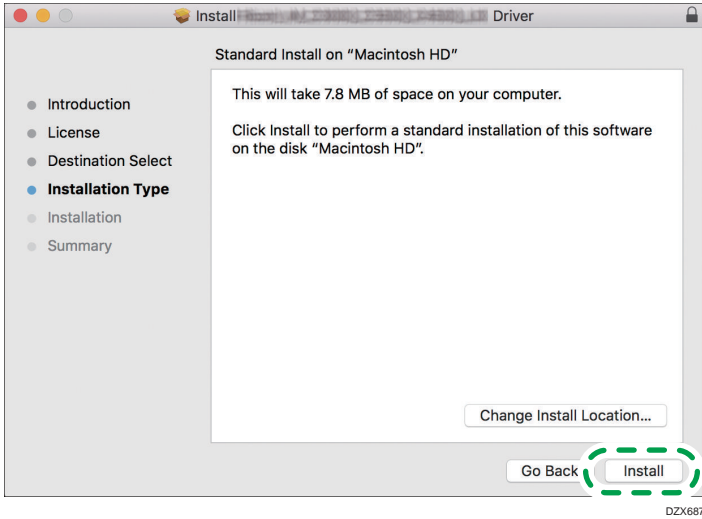 Install Driver
Standard Install on “Macintosh HD”
Introduction
License
Destination Select
Installation Type
Installation
Summary
This will take 7.8 MB of space on your computer.
Click Install to perform a standard installation of this software
on the disk “Macintosh HD”.
Change Install Location...
Go Back
Install
DZX687